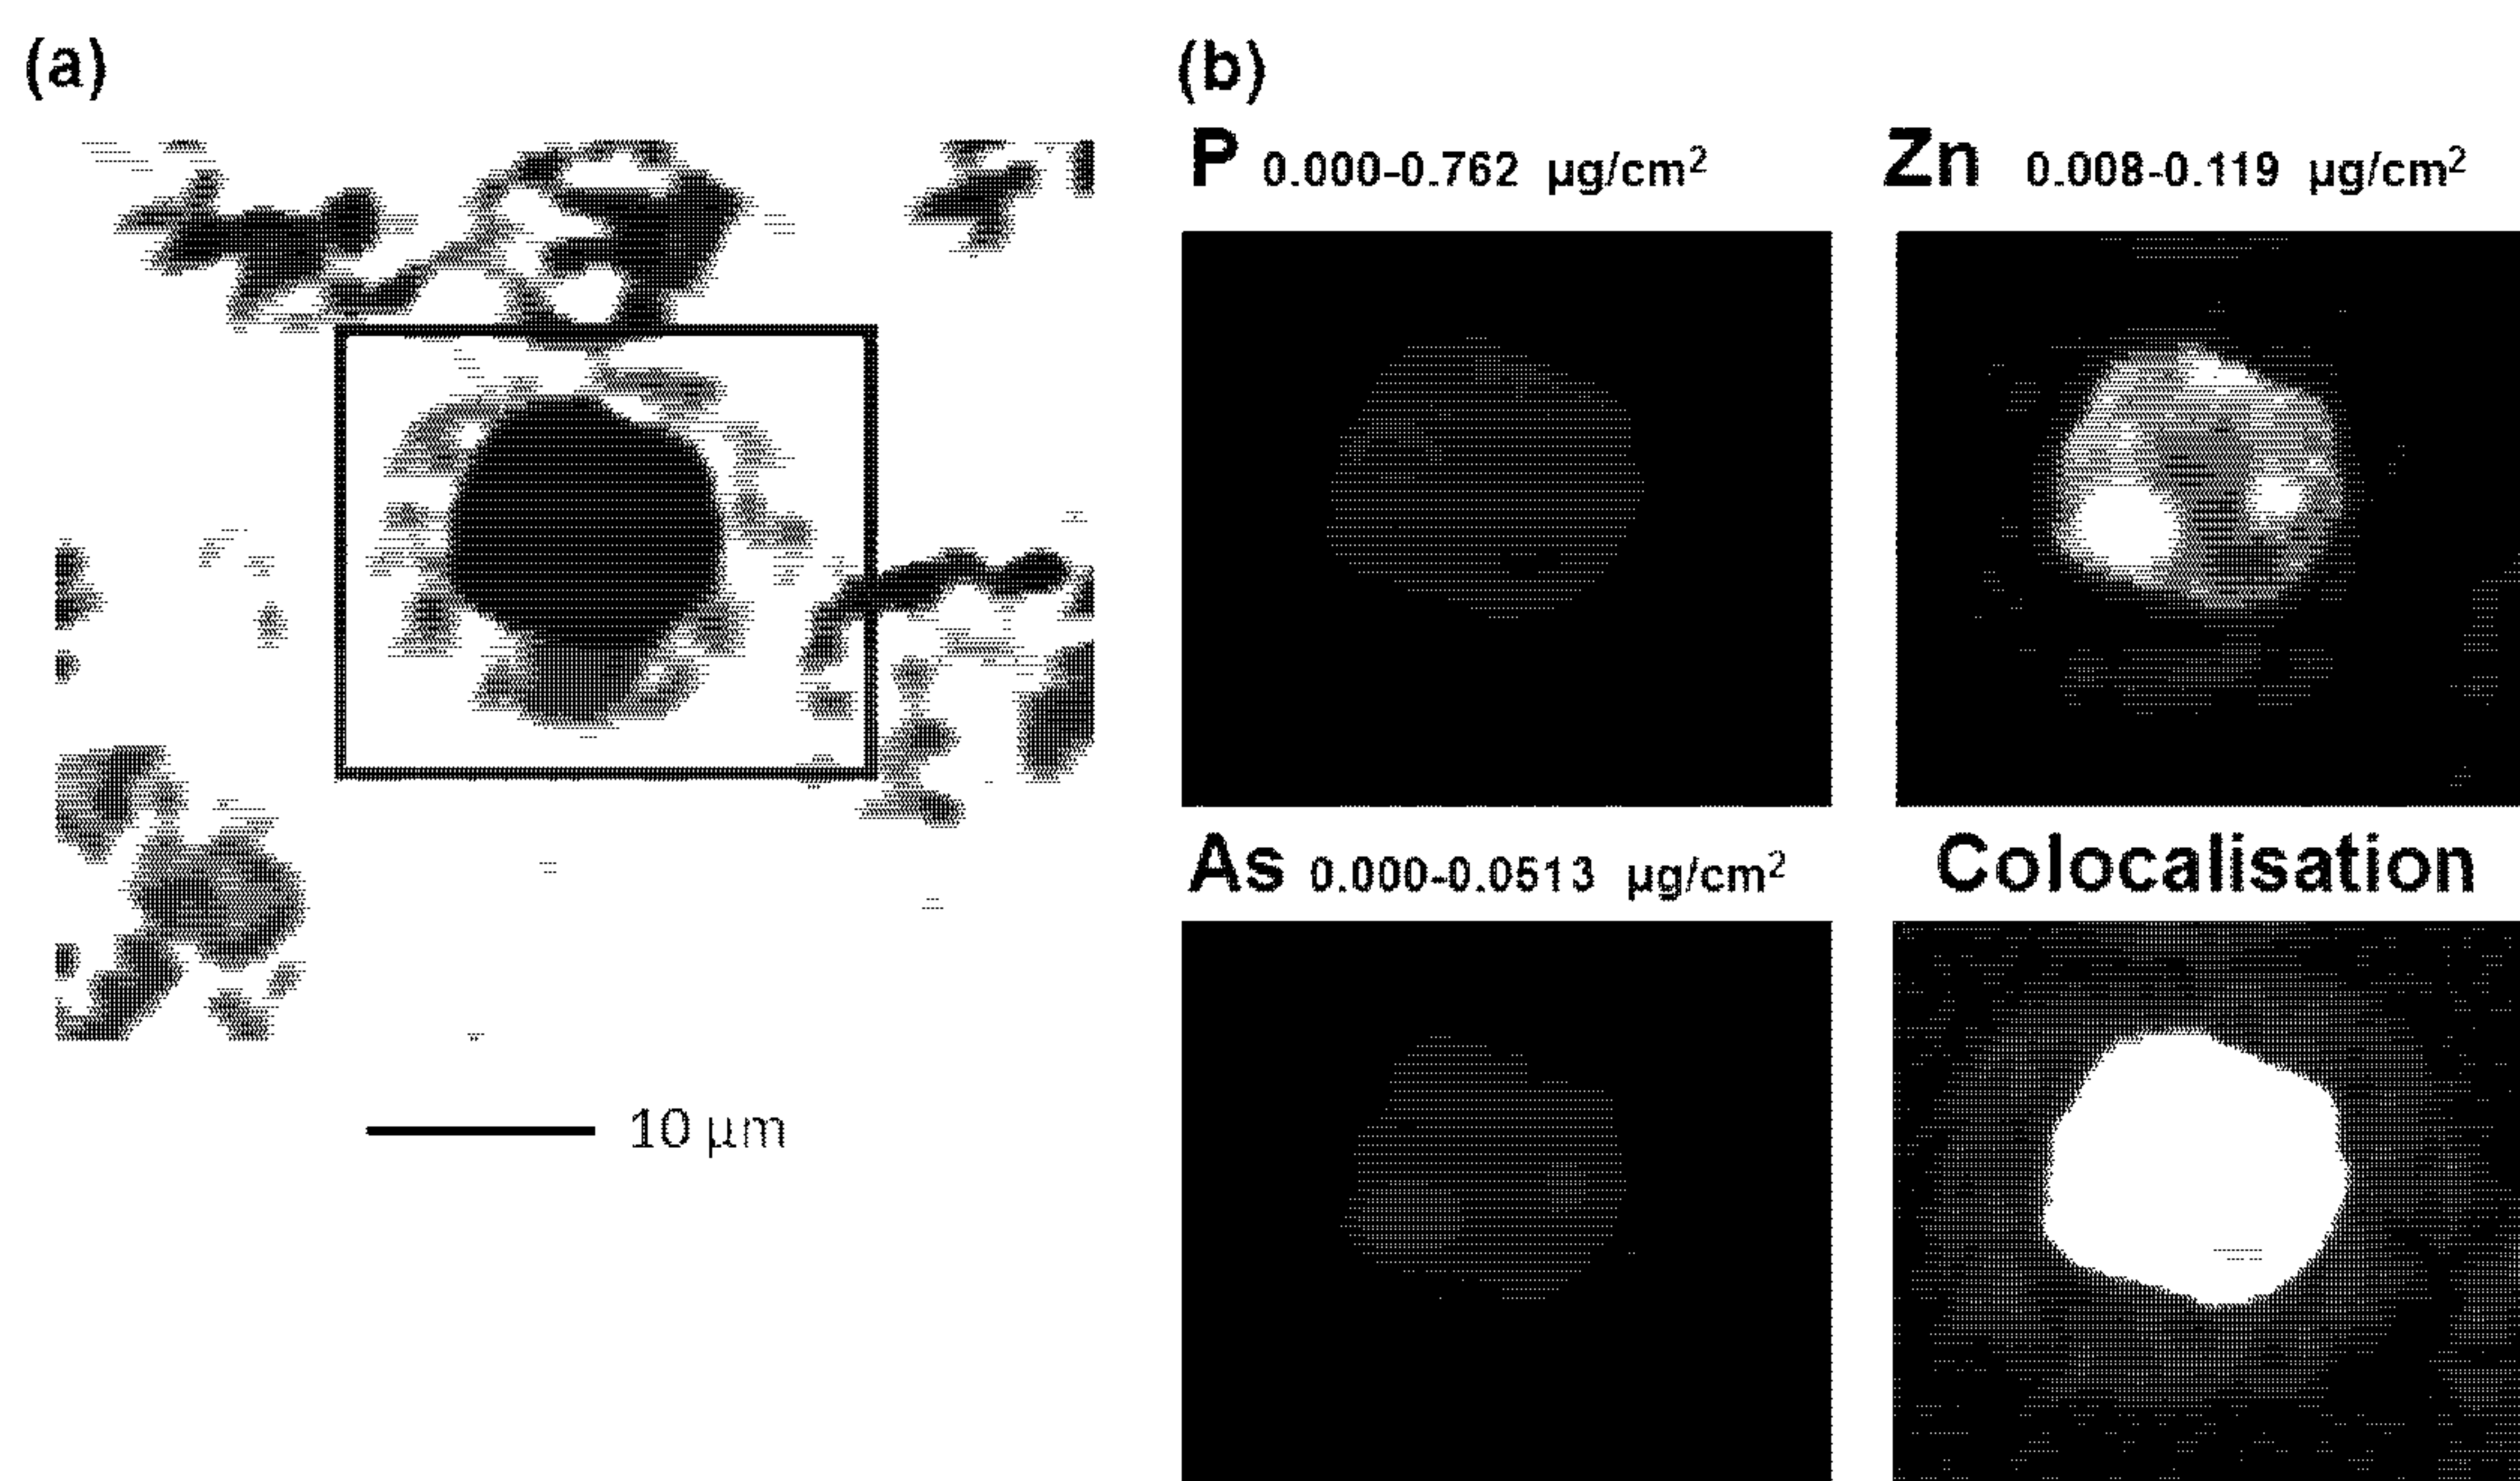 (a)
10 µm
(b)
P 0.000-0.762 µg/cm²
Zn 0.008-0.119 µg/cm²
As 0.000-0.0513 µg/cm²
Colocalisation